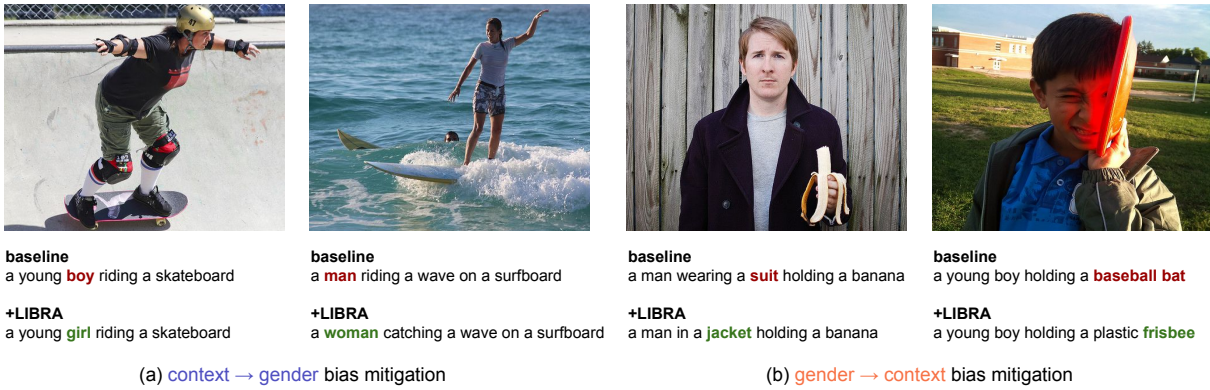 baseline
a young boy riding a skateboard
+LIBRA
a young girl riding a skateboard
baseline
a man riding a wave on a surfboard
+LIBRA
a woman catching a wave on a surfboard
(a) context → gender bias mitigation
baseline
a man wearing a suit holding a banana
+LIBRA
a man in a jacket holding a banana
baseline
a young boy holding a baseball bat
+LIBRA
a young boy holding a plastic frisbee
(b) gender → context bias mitigation